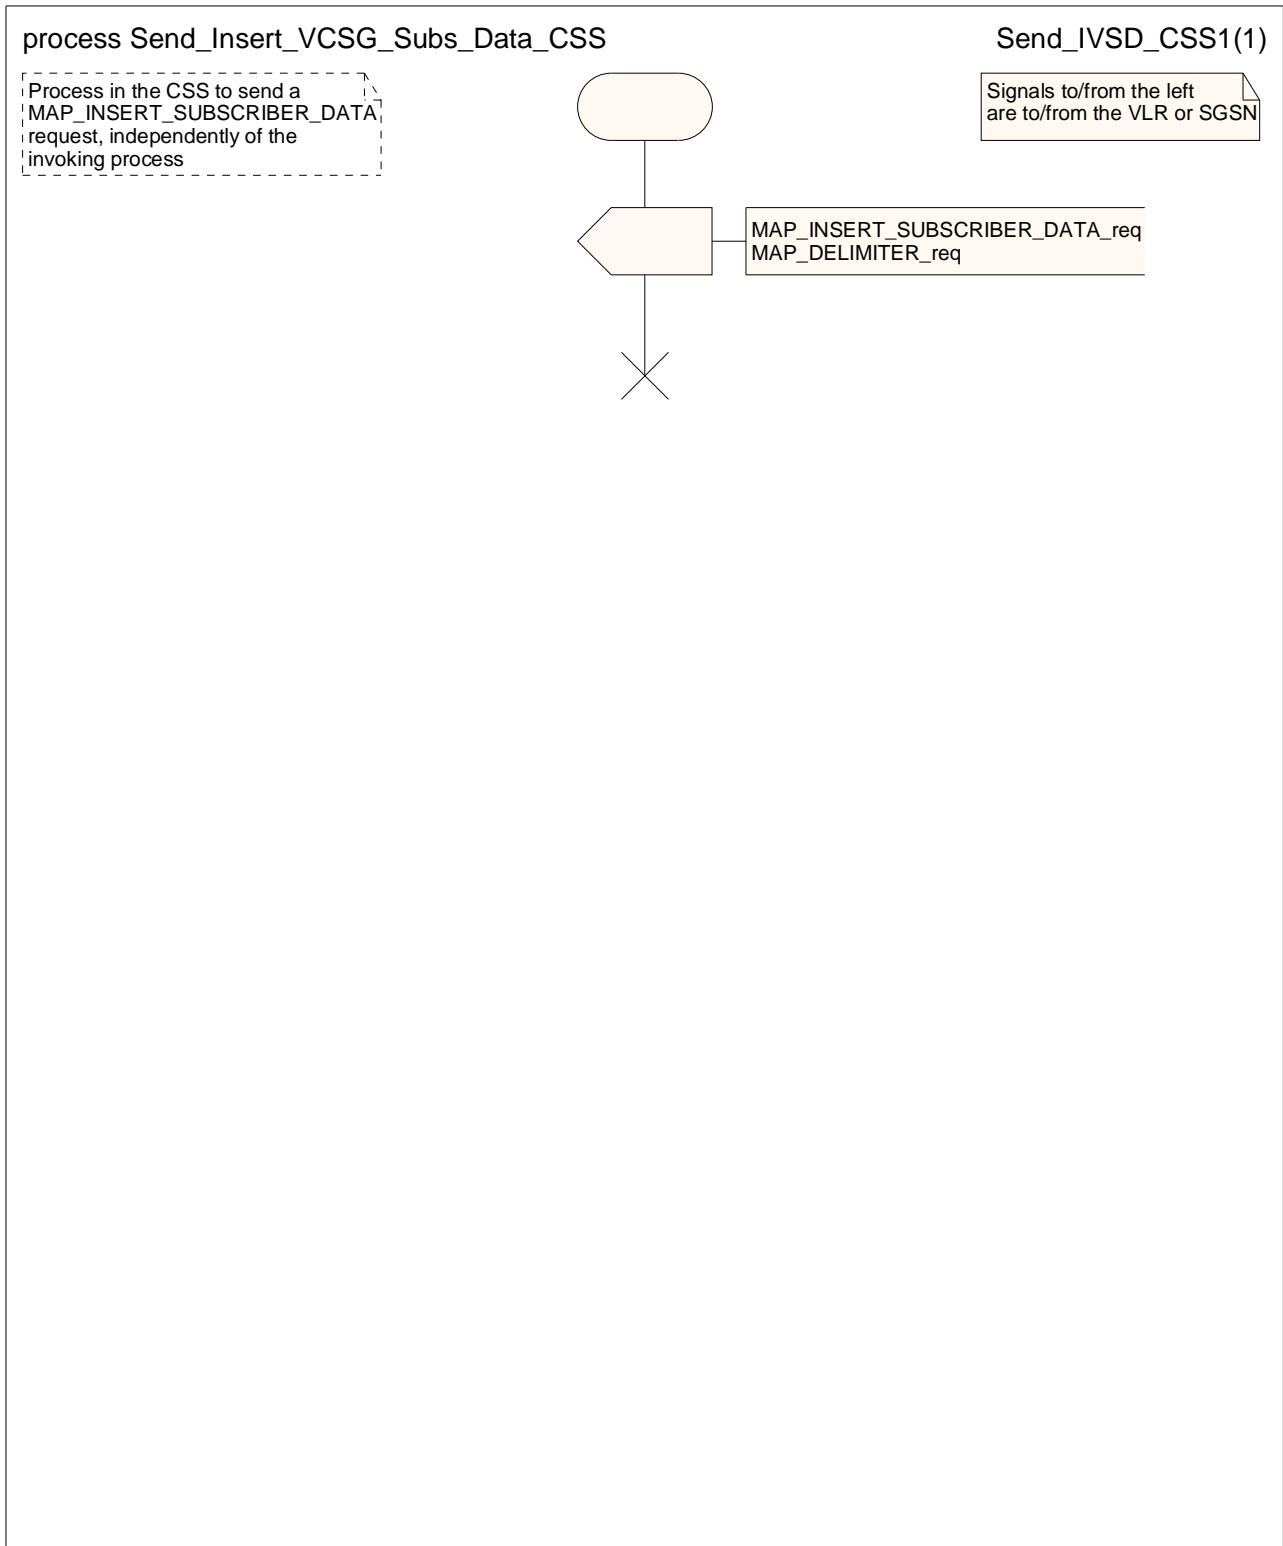 process Send_Insert_VCSG_Subs_Data_CSS
Send_IVSD_CSS1(1)
Process in the CSS to send a
MAP_INSERT_SUBSCRIBER_DATA
request, independently of the
invoking process
Signals to/from the left
are to/from the VLR or SGSN
MAP_INSERT_SUBSCRIBER_DATA_req
MAP_DELIMITER_req